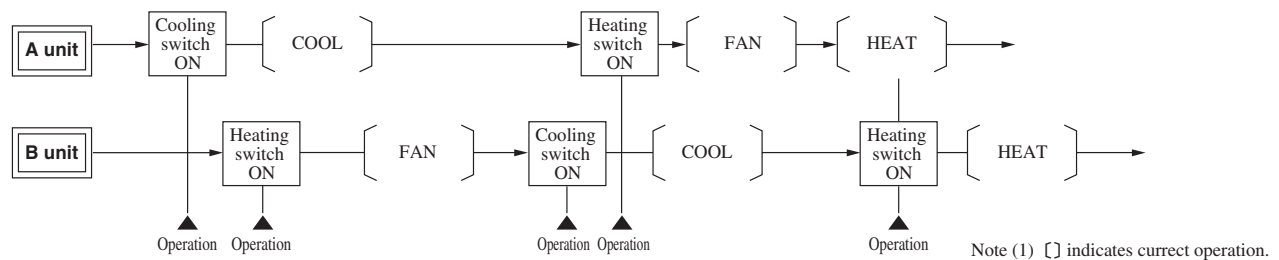 A unit
Cooling
switch
ON
COOL
Heating
switch
ON
FAN
HEAT
B unit
Heating
switch
ON
FAN
Cooling
switch
ON
COOL
Heating
switch
ON
HEAT
Operation
Operation
Operation
Operation
Operation
Note (1) [ ] indicates currect operation.